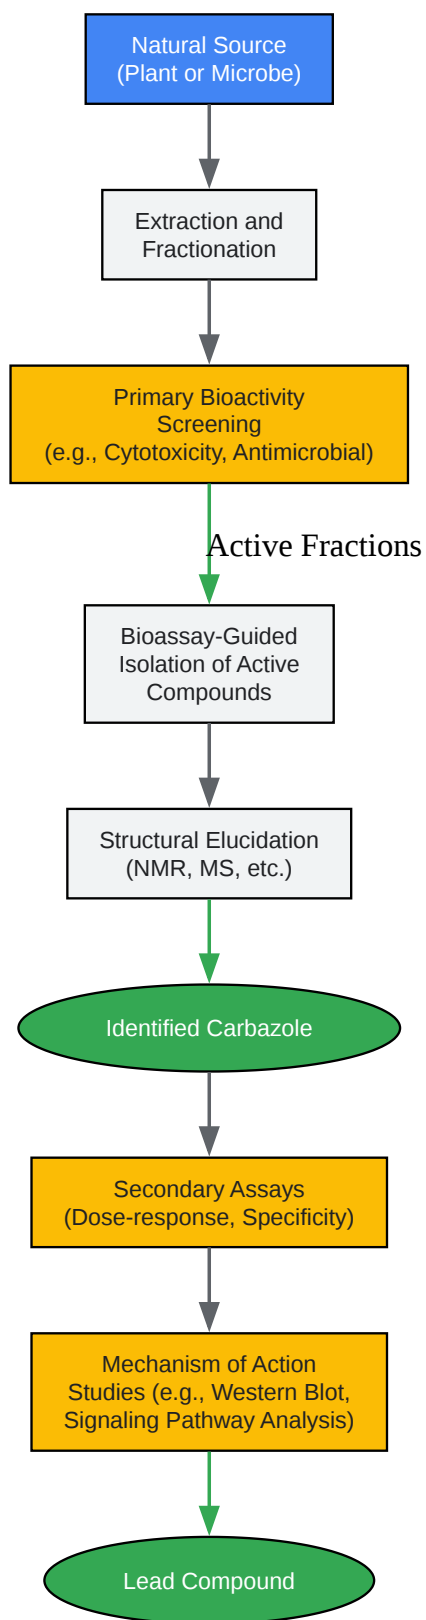 Natural Source
(Plant or Microbe)
Extraction and
Fractionation
Primary Bioactivity
Screening
(e.g., Cytotoxicity, Antimicrobial)
Active Fractions
Bioassay-Guided
Isolation of Active
Compounds
Structural Elucidation
(NMR, MS, etc.)
Identified Carbazole
Secondary Assays
(Dose-response, Specificity)
Mechanism of Action
Studies (e.g., Western Blot,
Signaling Pathway Analysis)
Lead Compound